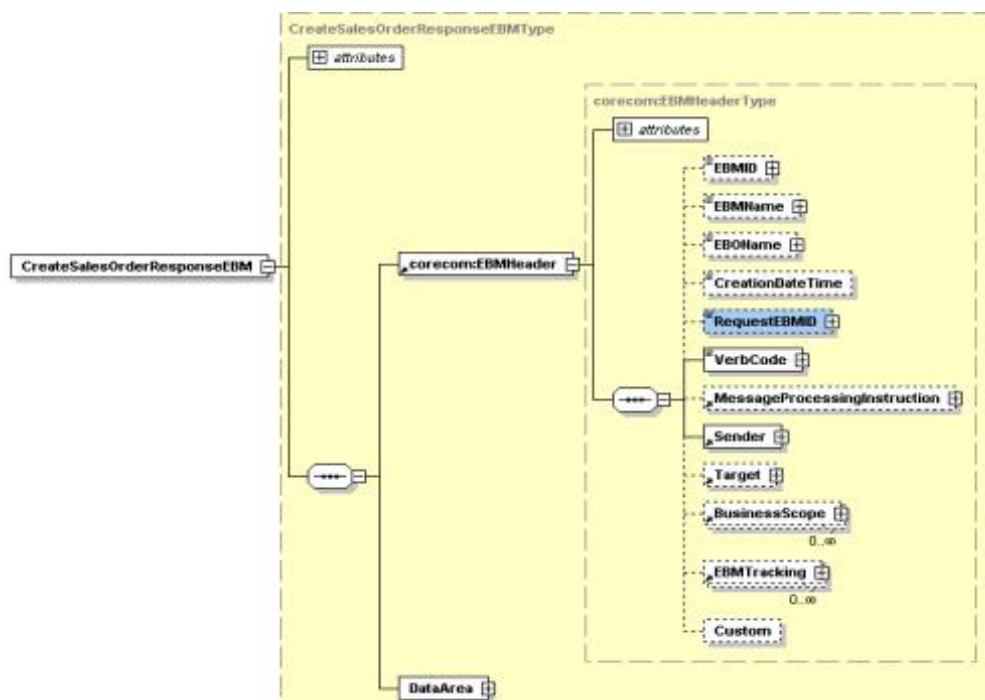 CreateSalesOrderResponseEBMType
attributes
corecom:EBMHeaderType
attributes
EBMID
EBMName
EBOName
CreationDateTime
RequestEBMID
VerbCode
MessageProcessingInstruction
Sender
Target
BusinessScope
0..∞
EBMTracking
0..∞
Custom
corecom:EBMHeader
CreateSalesOrderResponseEBM
DataArea